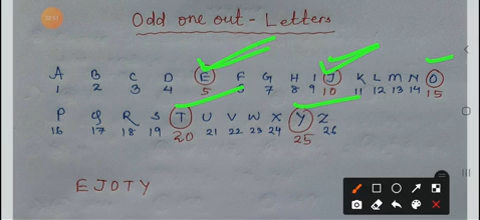 Odd one out - Letters
A B C D E F G H I J K L M N O
1 2 3 4 5 6 7 8 9 10 11 12 13 14 15
P Q R S T U V W X Y Z
16 17 18 19 20 21 22 23 24 25 26
E J O T Y